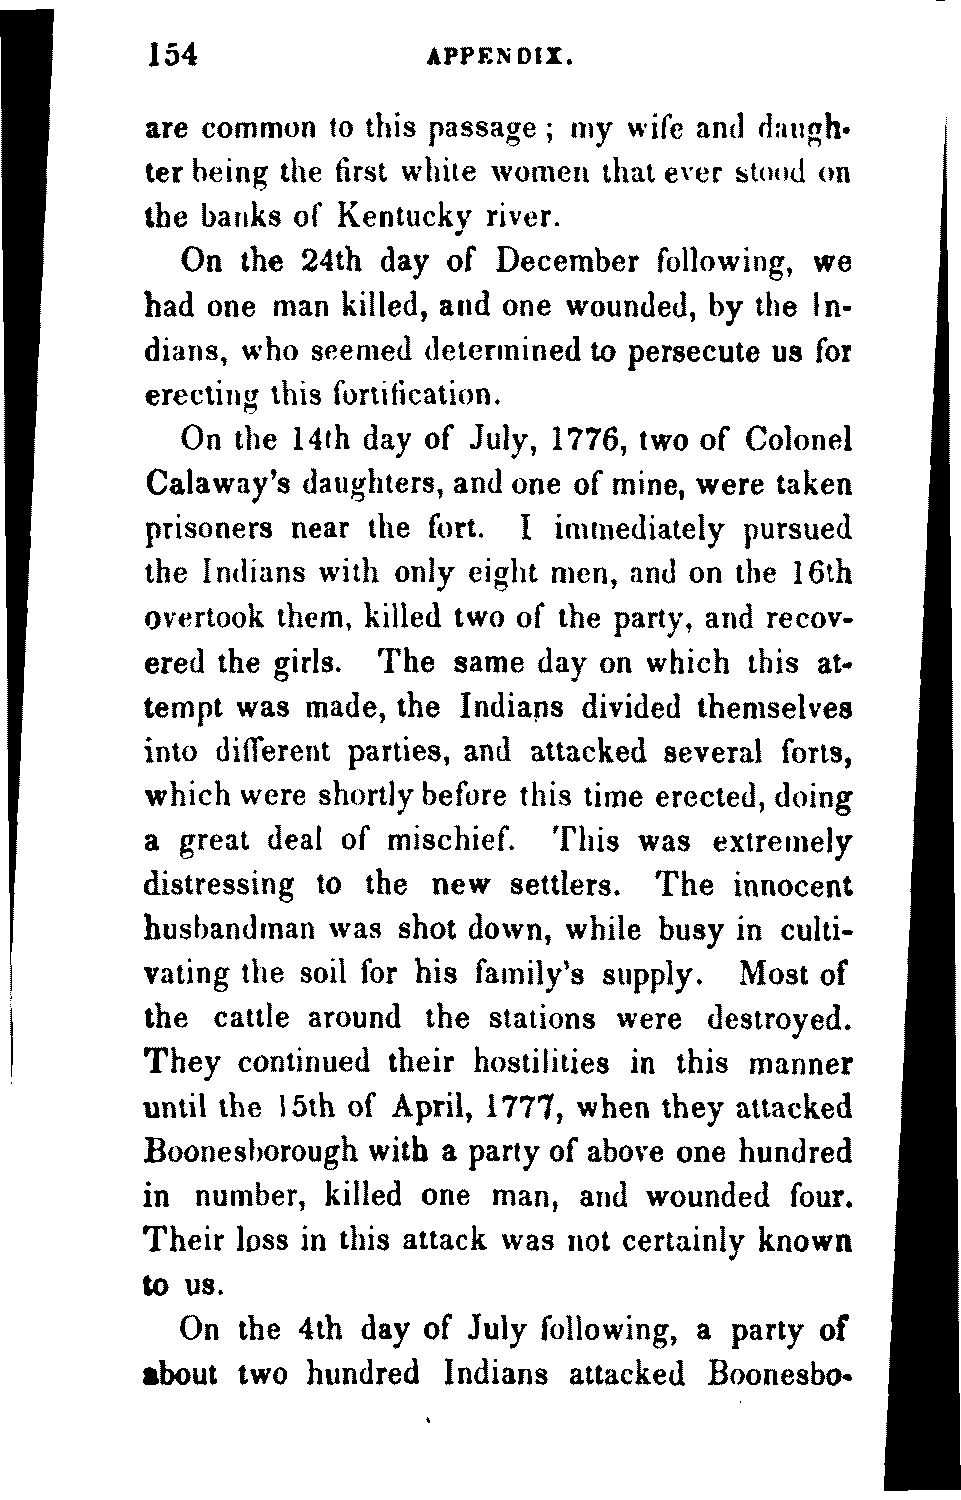 154 APPENDIX.
are common to this passage ; my wife and daugh-
ter being the first white women that ever stood on
the banks of Kentucky river.
On the 24th day of December following, we
had one man killed, and one wounded, by the In-
dians, who seemed determined to persecute us for
erecting this fortification.
On the 14th day of July, 1776, two of Colonel
Calaway's daughters, and one of mine, were taken
prisoners near the fort. I immediately pursued
the Indians with only eight men, and on the 16th
overtook them, killed two of the party, and recov-
ered the girls. The same day on which this at-
tempt was made, the Indians divided themselves
into different parties, and attacked several forts,
which were shortly before this time erected, doing
a great deal of mischief. This was extremely
distressing to the new settlers. The innocent
husbandman was shot down, while busy in culti-
vating the soil for his family's supply. Most of
the cattle around the stations were destroyed.
They continued their hostilities in this manner
until the 15th of April, 1777, when they attacked
Boonesborough with a party of above one hundred
in number, killed one man, and wounded four.
Their loss in this attack was not certainly known
to us.
On the 4th day of July following, a party of
about two hundred Indians attacked Boonesbo-